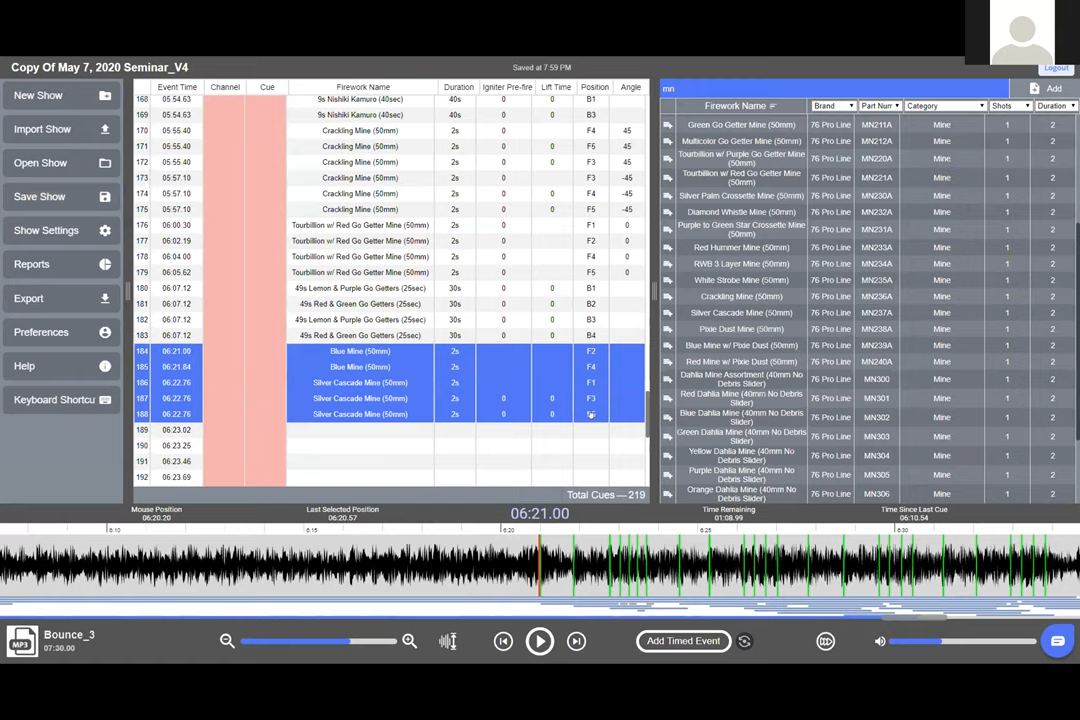 Copy Of May 7, 2020 Seminar_V4
Saved at 7:59 PM
Logout
New Show
Import Show
Open Show
Save Show
Show Settings
Reports
Export
Preferences
Help
Keyboard Shortcu
Event Time Channel Cue Firework Name Duration Igniter Pre-fire Lift Time Position Angle
168 05:54.63 9s Nishiki Kamuro (40sec) 40s 0 0 B1
169 05:54.63 9s Nishiki Kamuro (40sec) 40s 0 0 B3
170 05:55.40 Crackling Mine (50mm) 2s F4 45
171 05:55.40 Crackling Mine (50mm) 2s 0 0 F5 45
172 05:55.40 Crackling Mine (50mm) 2s 0 0 F3 45
173 05:57.10 Crackling Mine (50mm) 2s 0 F3 -45
174 05:57.10 Crackling Mine (50mm) 2s 0 0 F4 -45
175 05:57.10 Crackling Mine (50mm) 2s 0 F5 -45
176 06:00.30 Tourbillion w/ Red Go Getter Mine (50mm) 2s 0 F1 0
177 06:02.19 Tourbillion w/ Red Go Getter Mine (50mm) 2s 0 F2 0
178 06:04.00 Tourbillion w/ Red Go Getter Mine (50mm) 2s 0 F4 0
179 06:05.62 Tourbillion w/ Red Go Getter Mine (50mm) 2s 0 F5 0
180 06:07.12 49s Lemon & Purple Go Getters (25sec) 30s 0 0 B1
181 06:07.12 49s Red & Green Go Getters (25sec) 30s 0 0 B2
182 06:07.12 49s Lemon & Purple Go Getters (25sec) 30s 0 0 B3
183 06:07.12 49s Red & Green Go Getters (25sec) 30s 0 0 B4
184 06:21.00 Blue Mine (50mm) 2s F2
185 06:21.84 Blue Mine (50mm) 2s F4
186 06:22.76 Silver Cascade Mine (50mm) 2s F1
187 06:22.76 Silver Cascade Mine (50mm) 2s 0 0 F3
188 06:22.76 Silver Cascade Mine (50mm) 2s 0 0
189 06:23.02
190 06:23.25
191 06:23.46
192 06:23.69
Total Cues—219
mn
Add
Firework Name Brand Part Num Category Shots Duration
Green Go Getter Mine (50mm) 76 Pro Line MN211A Mine 1 2
Multicolor Go Getter Mine (50mm) 76 Pro Line MN212A Mine 1 2
Tourbillion w/ Purple Go Getter Mine
(50mm) 76 Pro Line MN220A Mine 1 2
Tourbillion w/ Red Go Getter Mine
(50mm) 76 Pro Line MN221A Mine 1 2
Silver Palm Crossette Mine (50mm) 76 Pro Line MN230A Mine 1 2
Diamond Whistle Mine (50mm) 76 Pro Line MN232A Mine 1 2
Purple to Green Star Crossette Mine
(50mm) 76 Pro Line MN231A Mine 1 2
Red Hummer Mine (50mm) 76 Pro Line MN233A Mine 1 2
RWB 3 Layer Mine (50mm) 76 Pro Line MN234A Mine 1 2
White Strobe Mine (50mm) 76 Pro Line MN235A Mine 1 2
Crackling Mine (50mm) 76 Pro Line MN236A Mine 1 2
Silver Cascade Mine (50mm) 76 Pro Line MN237A Mine 1 2
Pixie Dust Mine (50mm) 76 Pro Line MN238A Mine 1 2
Blue Mine w/ Pixie Dust (50mm) 76 Pro Line MN239A Mine 1 2
Red Mine w/ Pixie Dust (50mm) 76 Pro Line MN240A Mine 1 2
Dahlia Mine Assortment (40mm No
Debris Slider) 76 Pro Line MN300 Mine 1 2
Red Dahlia Mine (40mm No Debris
Slider) 76 Pro Line MN301 Mine 1 2
Blue Dahlia Mine (40mm No Debris
Slider) 76 Pro Line MN302 Mine 1 2
Green Dahlia Mine (40mm No Debris
Slider) 76 Pro Line MN303 Mine 1 2
Yellow Dahlia Mine (40mm No
Debris Slider) 76 Pro Line MN304 Mine 1 2
Purple Dahlia Mine (40mm No
Debris Slider) 76 Pro Line MN305 Mine 1 2
Orange Dahlia Mine (40mm No
Debris Slider) 76 Pro Line MN306 Mine 1 2
Mouse Position
06:20.20
Last Selected Position
06:20.57
06:21.00
Time Remaining
01:08.99
Time Since Last Cue
06:10.54
6:10 6:20 6:25 6:30
MP3
Bounce_3
07:30.00
Add Timed Event